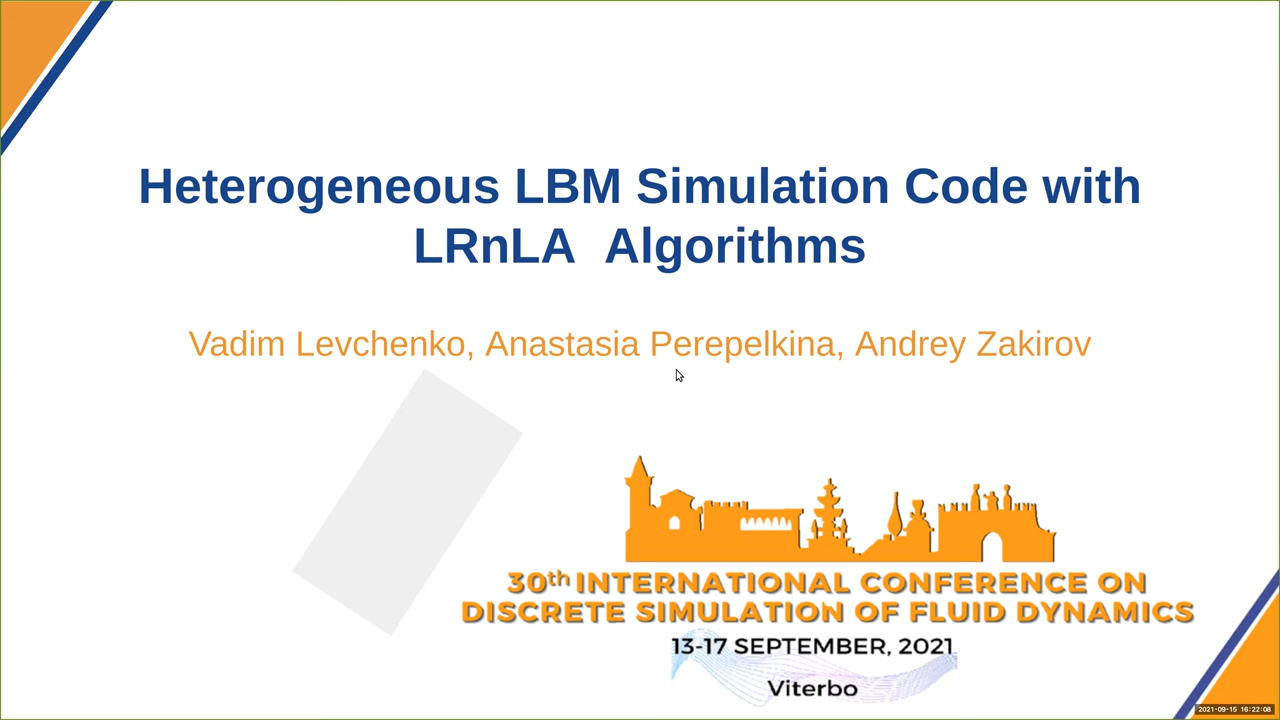 Heterogeneous LBM Simulation Code with
LRnLA Algorithms
Vadim Levchenko, Anastasia Perepelkina, Andrey Zakirov
30th INTERNATIONAL CONFERENCE ON
DISCRETE SIMULATION OF FLUID DYNAMICS
13-17 SEPTEMBER, 2021
Viterbo
2021-09-15 16:22:08